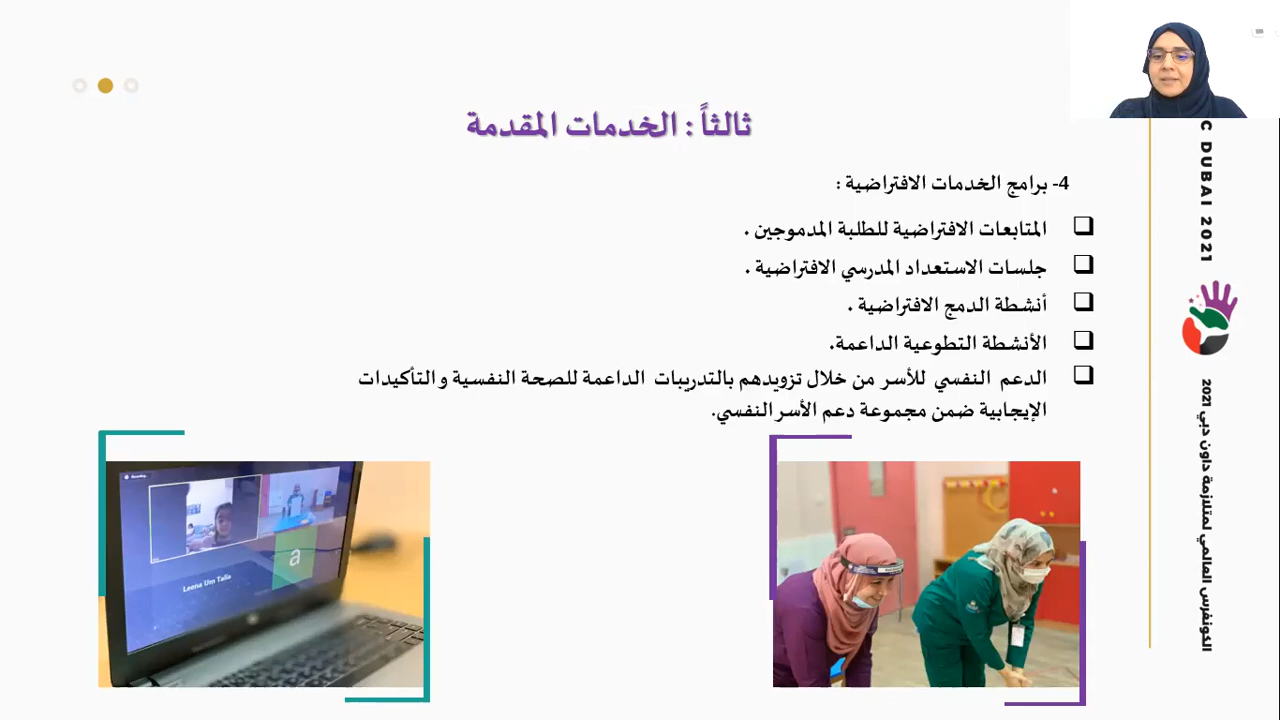 ثالثاً : الخدمات المقدمة
4- برامج الخدمات الافتراضية :
المتابعات الافتراضية للطلبة المدموجين .
جلسات الاستعداد المدرسي الافتراضية .
أنشطة الدمج الافتراضية .
الأنشطة التطوعية الداعمة.
الدعم النفسي للأسر من خلال تزويدهم بالتدريبات الداعمة للصحة النفسية والتأكيدات
الإيجابية ضمن مجموعة دعم الأسر النفسي.
C DUBAI 2021
الكونفرس العالمي لمتلازمة داون دبي 2021
Leena Um Talia
a